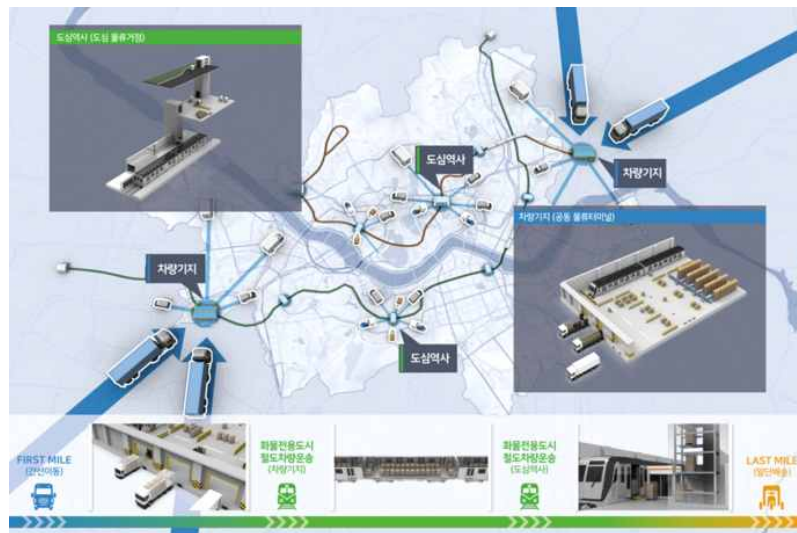 도심역사 (도심 물류거점)
도심역사
차량기지
차량기지 (공동 물류터미널)
차량기지
도심역사
FIRST MILE
(간선이동)
화물전용도시
철도차량운송
(차량기지)
화물전용도시
철도차량운송
(도심역사)
LAST MILE
(말단배송)